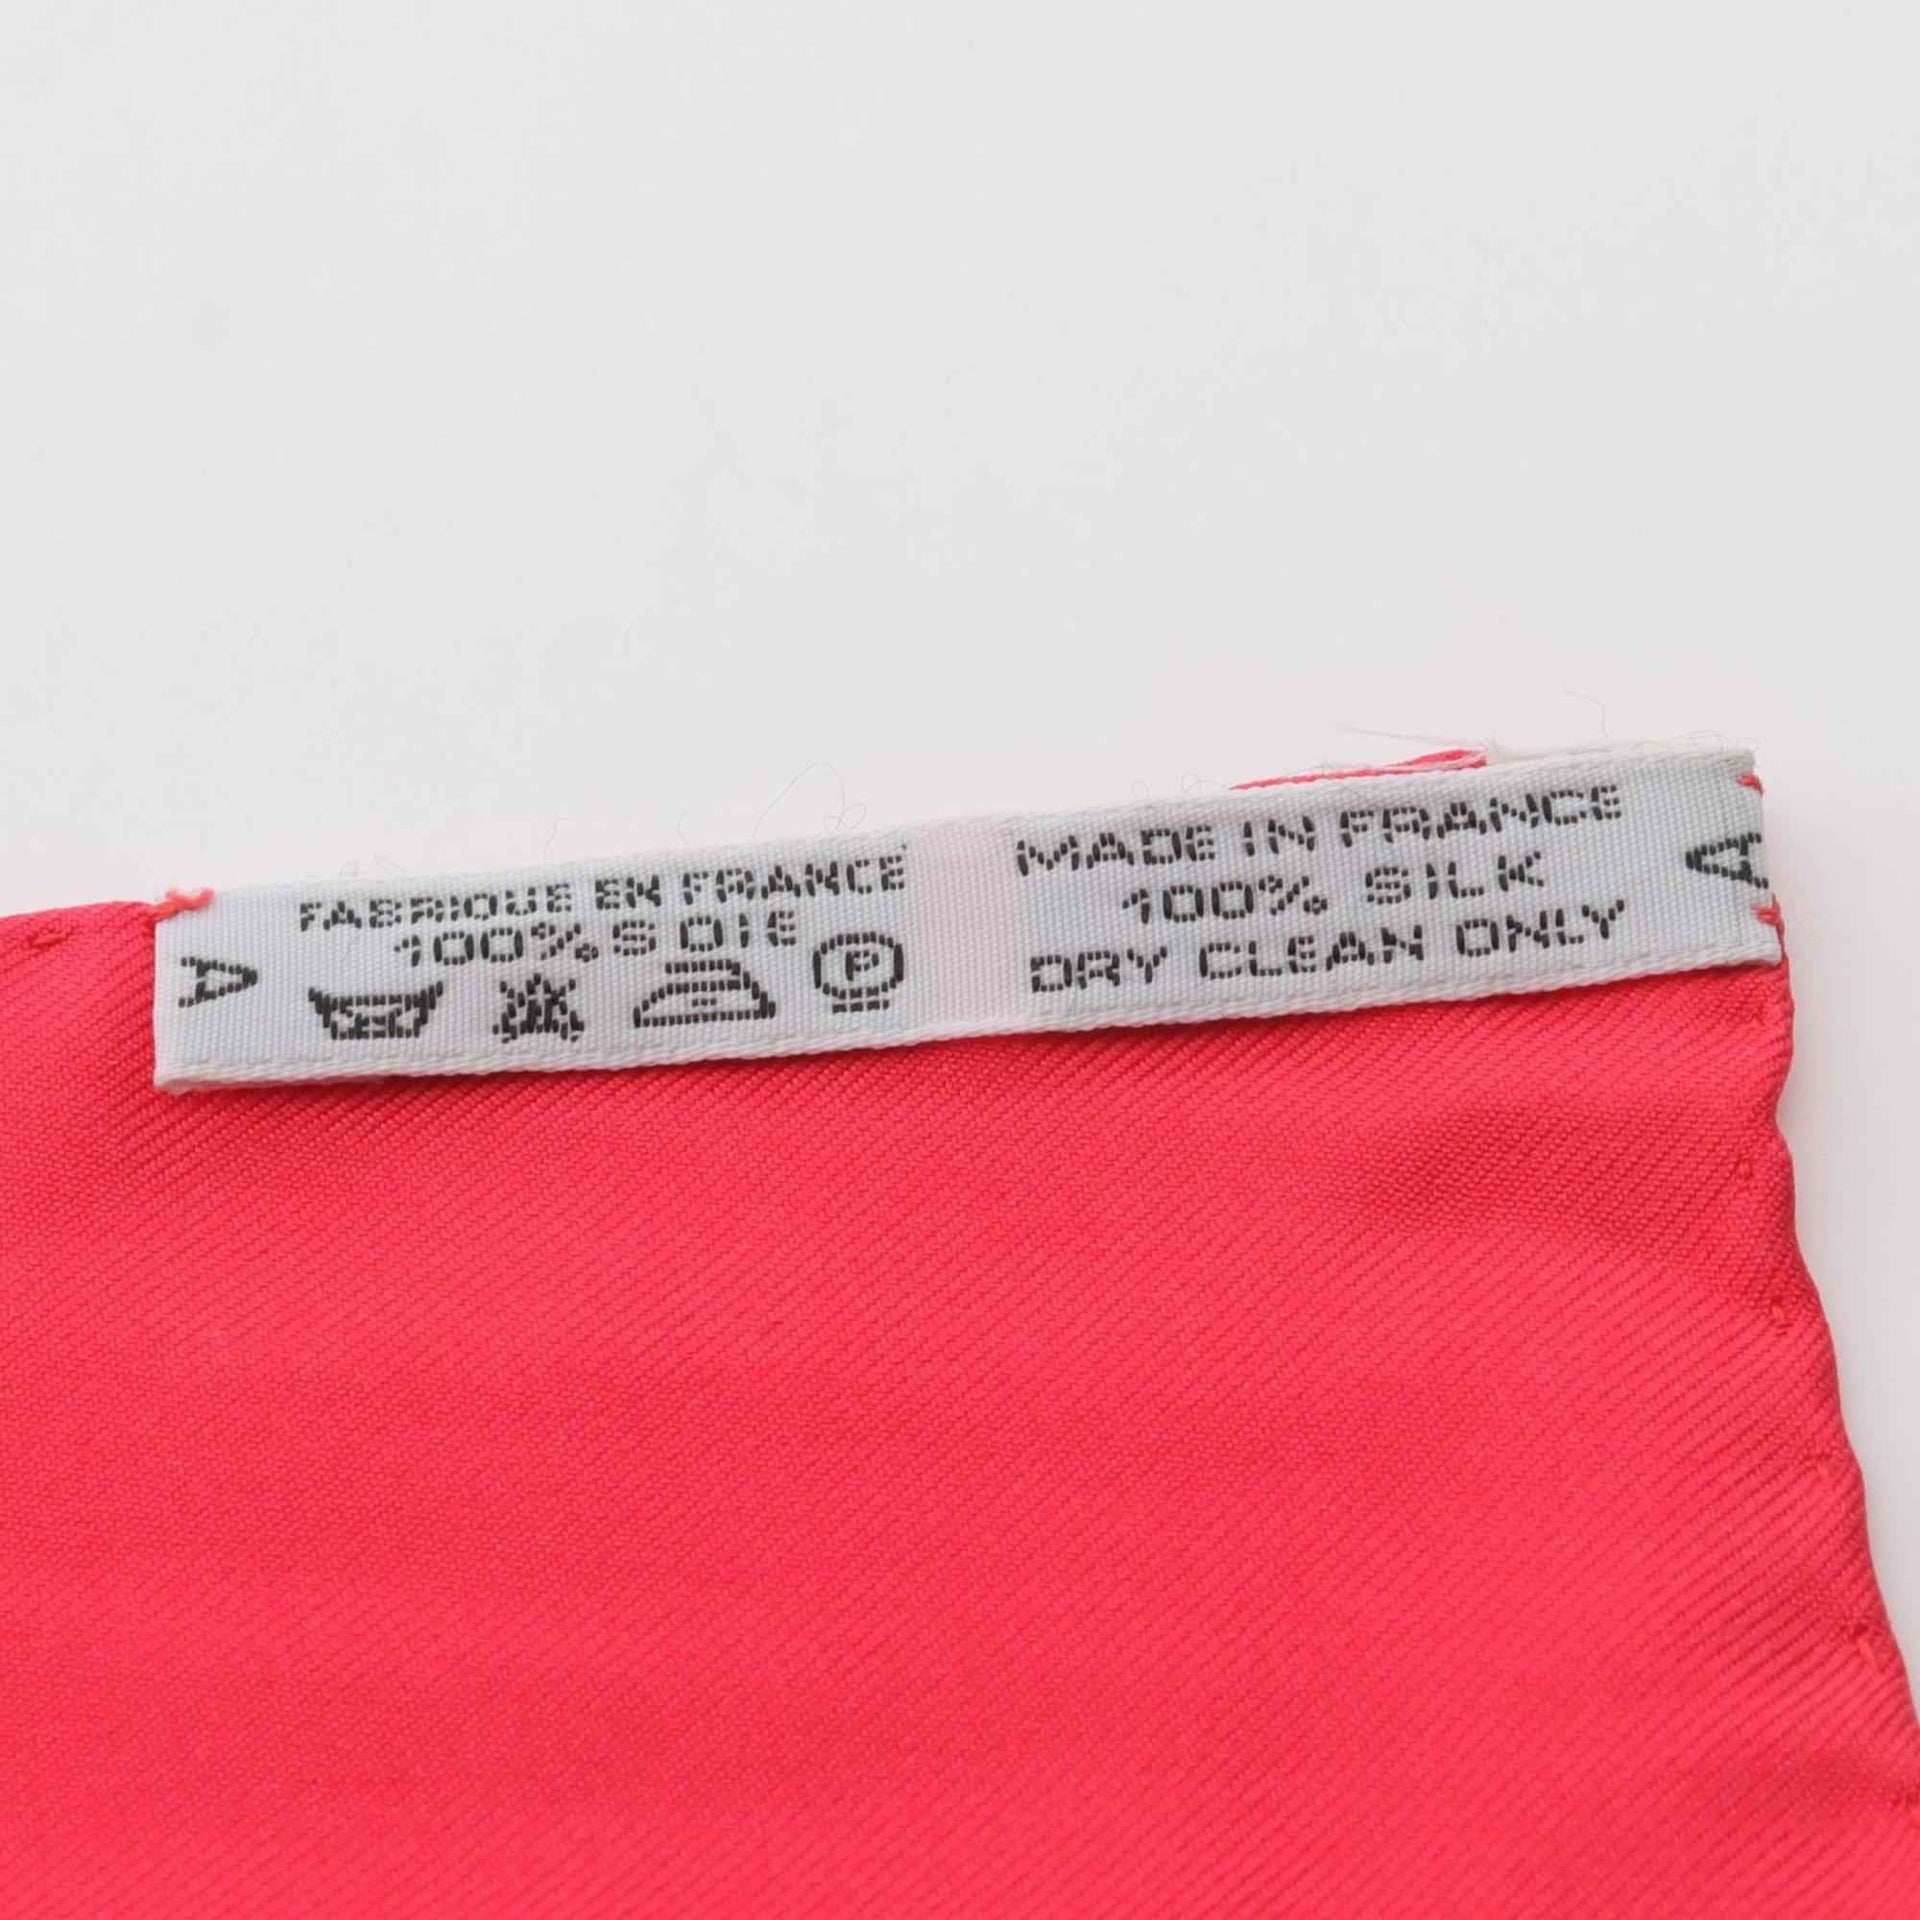 A
FABRIQUE EN FRANCE
100% SOIE
P
MADE IN FRANCE
100% SILK
DRY CLEAN ONLY
A